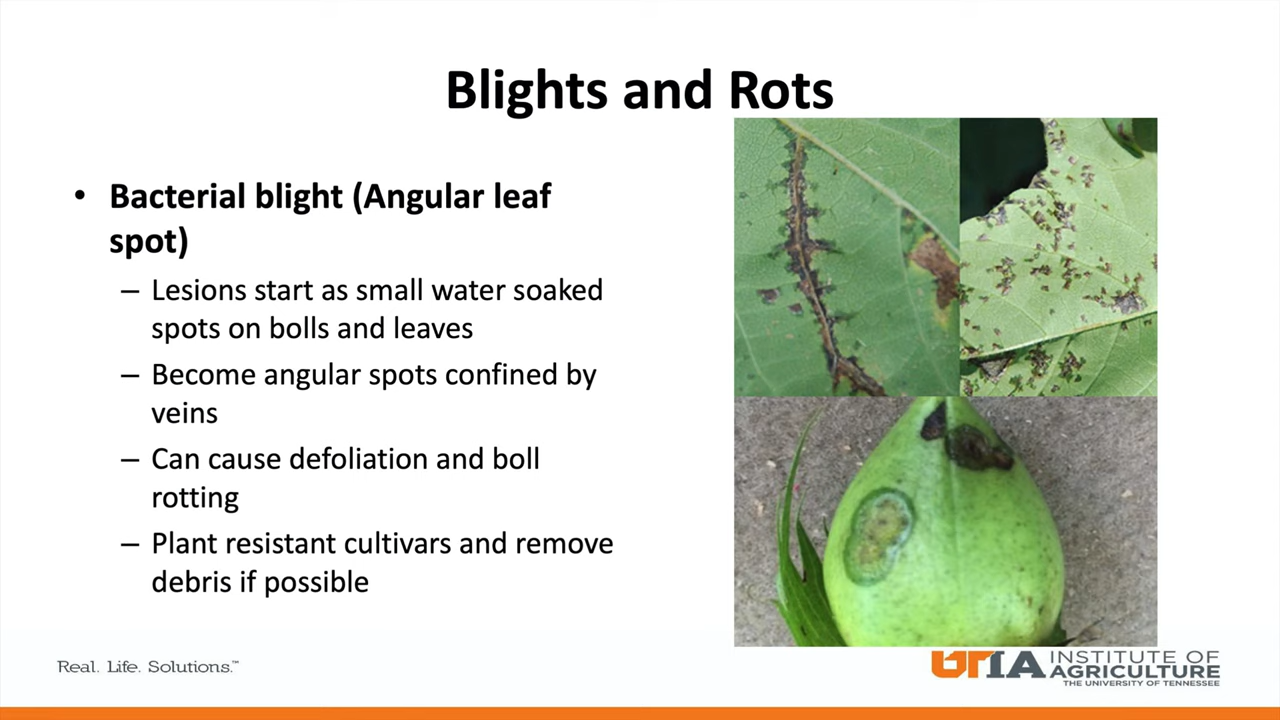 Blights and Rots
• Bacterial blight (Angular leaf
spot)
– Lesions start as small water soaked
spots on bolls and leaves
– Become angular spots confined by
veins
– Can cause defoliation and boll
rotting
– Plant resistant cultivars and remove
debris if possible
Real. Life. Solutions.™
UTIA INSTITUTE OF
AGRICULTURE
THE UNIVERSITY OF TENNESSEE